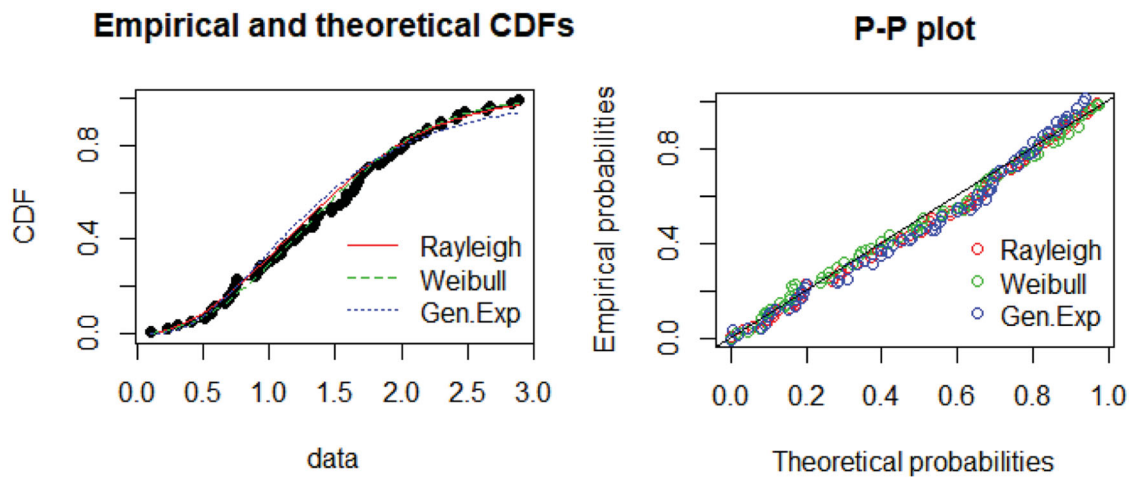 Empirical and theoretical CDFs
CDF
0.0 0.4 0.8
Rayleigh
Weibull
Gen.Exp
0.0 0.5 1.0 1.5 2.0 2.5 3.0
data
P-P plot
Empirical probabilities
0.0 0.4 0.8
Rayleigh
Weibull
Gen.Exp
0.0 0.2 0.4 0.6 0.8 1.0
Theoretical probabilities